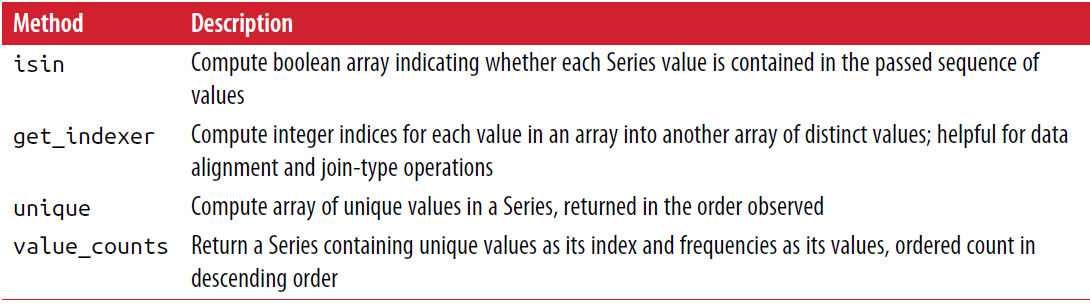 Method Description
isin Compute boolean array indicating whether each Series value is contained in the passed sequence of
values
get_indexer Compute integer indices for each value in an array into another array of distinct values; helpful for data
alignment and join-type operations
unique Compute array of unique values in a Series, returned in the order observed
value_counts Return a Series containing unique values as its index and frequencies as its values, ordered count in
descending order